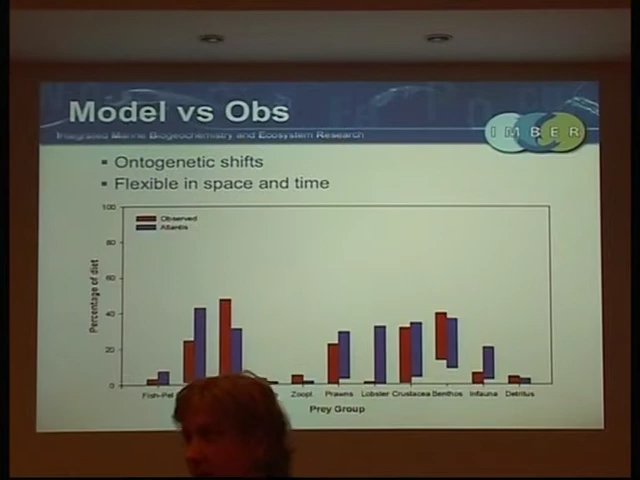 Model vs Obs
Integrated Marine Biogeochemistry and Ecosystem Research
IMBER
Ontogenetic shifts
Flexible in space and time
100
80
60
40
20
0
Percentage of diet
Observed
Atlantis
Fish-Pel
Zoopl.
Prawns
Lobster
Crustacea
Benthos
Infauna
Detritus
Prey Group